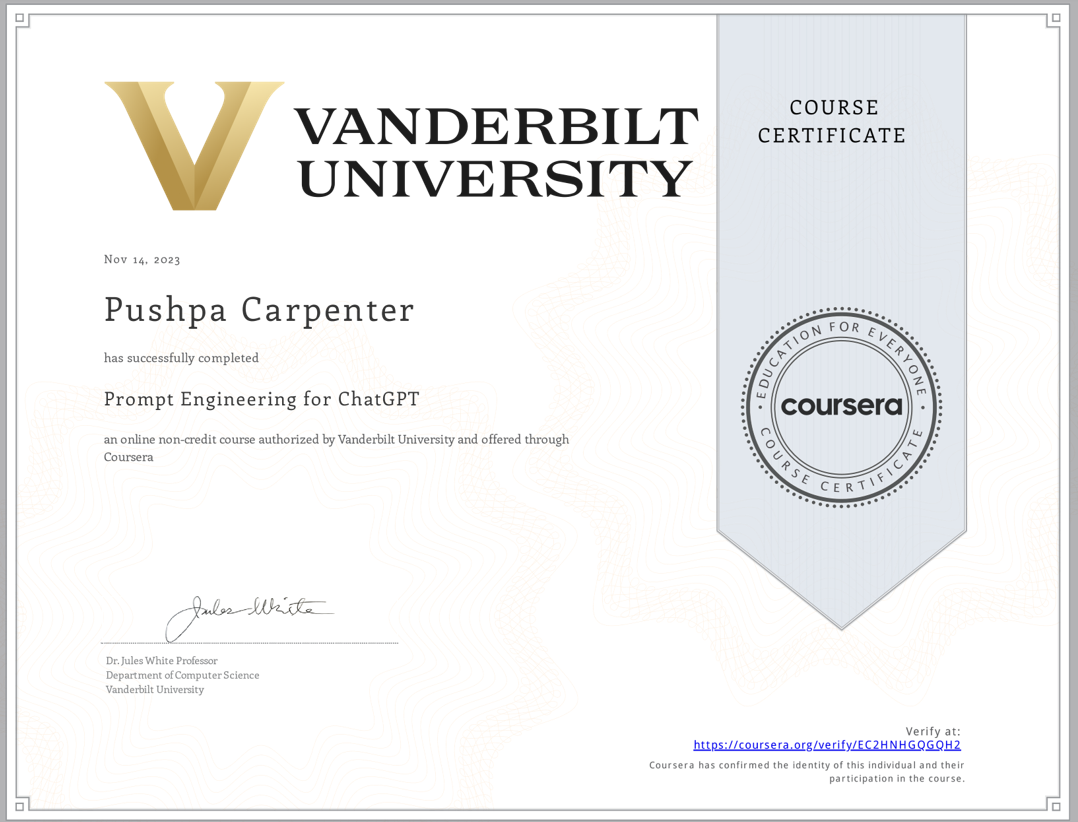 VANDERBILT
UNIVERSITY
COURSE
CERTIFICATE
Nov 14, 2023
Pushpa Carpenter
has successfully completed
Prompt Engineering for ChatGPT
an online non-credit course authorized by Vanderbilt University and offered through
Coursera
EDUCATION FOR EVERYONE
coursera
COURSE CERTIFICATE
Jules White
Dr. Jules White Professor
Department of Computer Science
Vanderbilt University
Verify at:
https://coursera.org/verify/EC2HNHGQGQH2
Coursera has confirmed the identity of this individual and their
participation in the course.